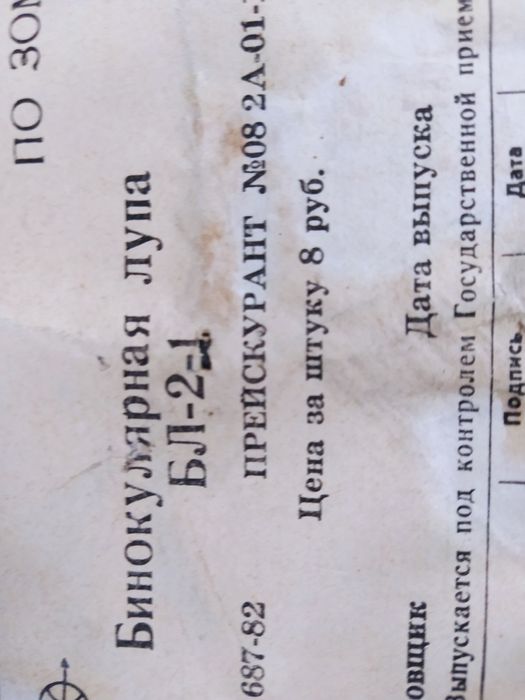 ПО ЗОМ
Бинокулярная лупа
БЛ-2-1
687-82 ПРЕЙСКУРАНТ №08 2А-01-
Цена за штуку 8 руб.
овщик Дата выпуска
Выпускается под контролем Государственной прием
Подпись Дата